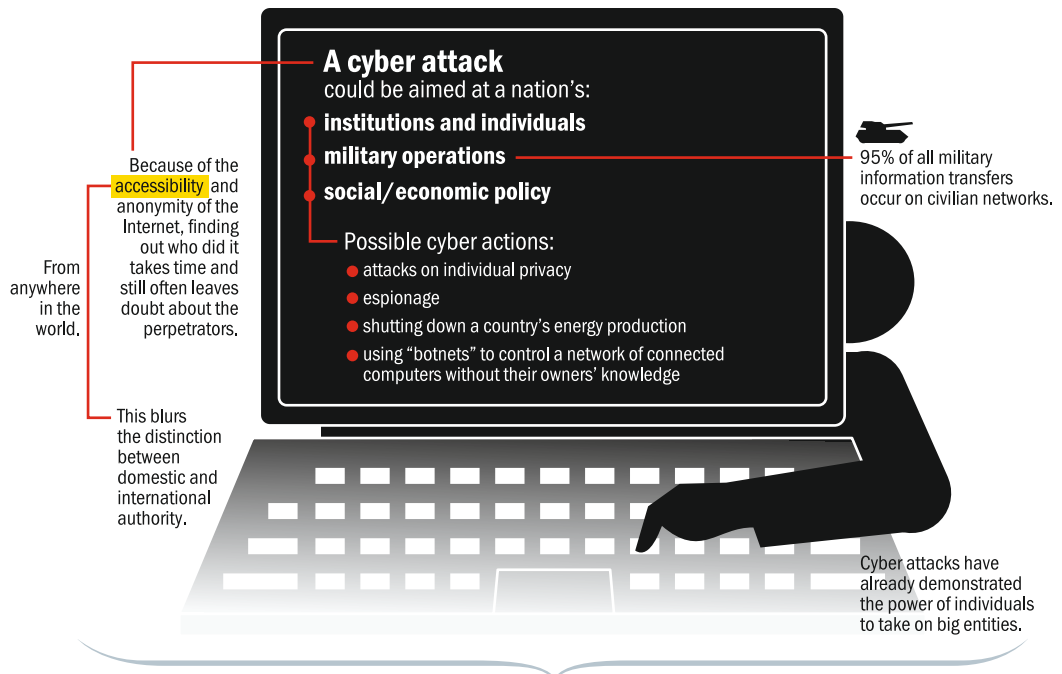 A cyber attack
could be aimed at a nation's:
institutions and individuals
military operations
social/economic policy
Possible cyber actions:
attacks on individual privacy
espionage
shutting down a country's energy production
using “botnets” to control a network of connected
computers without their owners' knowledge
95% of all military
information transfers
occur on civilian networks.
Because of the
accessibility and
anonymity of the
Internet, finding
out who did it
takes time and
still often leaves
doubt about the
perpetrators.
From
anywhere
in the
world.
This blurs
the distinction
between
domestic and
international
authority.
Cyber attacks have
already demonstrated
the power of individuals
to take on big entities.